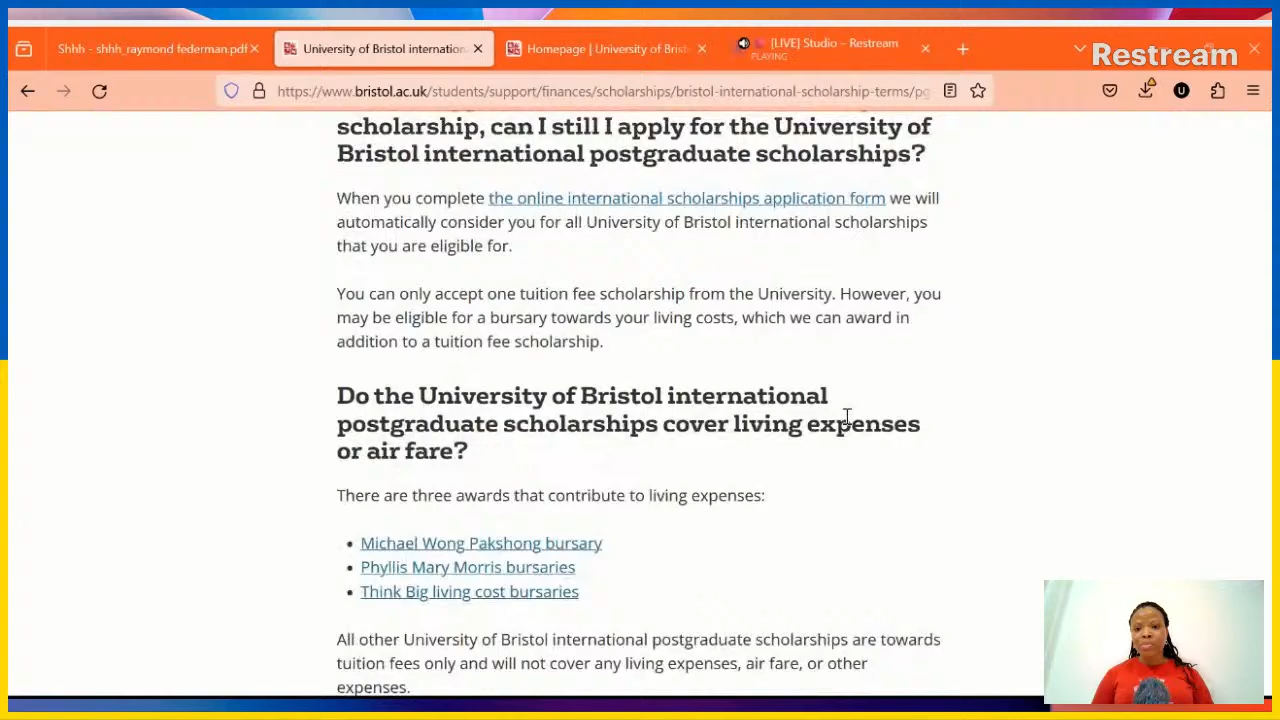 Shhh - shhh_raymond federman.pdf
University of Bristol internation
Homepage | University of Brist
[LIVE] Studio – Restream
PLAYING
Restream
https://www.bristol.ac.uk/students/support/finances/scholarships/bristol-international-scholarship-terms/pg
scholarship, can I still I apply for the University of
Bristol international postgraduate scholarships?
When you complete the online international scholarships application form we will
automatically consider you for all University of Bristol international scholarships
that you are eligible for.
You can only accept one tuition fee scholarship from the University. However, you
may be eligible for a bursary towards your living costs, which we can award in
addition to a tuition fee scholarship.
Do the University of Bristol international
postgraduate scholarships cover living expenses
or air fare?
There are three awards that contribute to living expenses:
• Michael Wong Pakshong bursary
• Phyllis Mary Morris bursaries
• Think Big living cost bursaries
All other University of Bristol international postgraduate scholarships are towards
tuition fees only and will not cover any living expenses, air fare, or other
expenses.